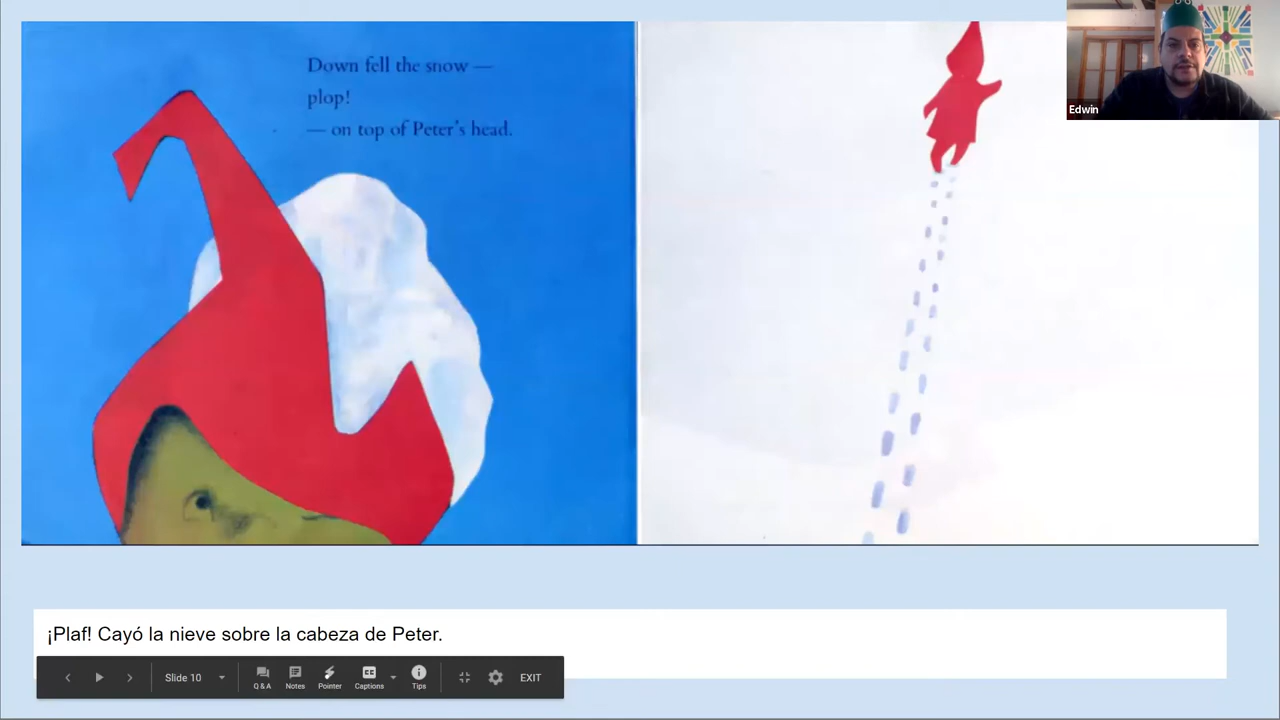 Down fell the snow —
plop!
— on top of Peter's head.
Edwin
¡Plaf! Cayó la nieve sobre la cabeza de Peter.
Slide 10
Q & A
Notes
Pointer
Captions
Tips
EXIT